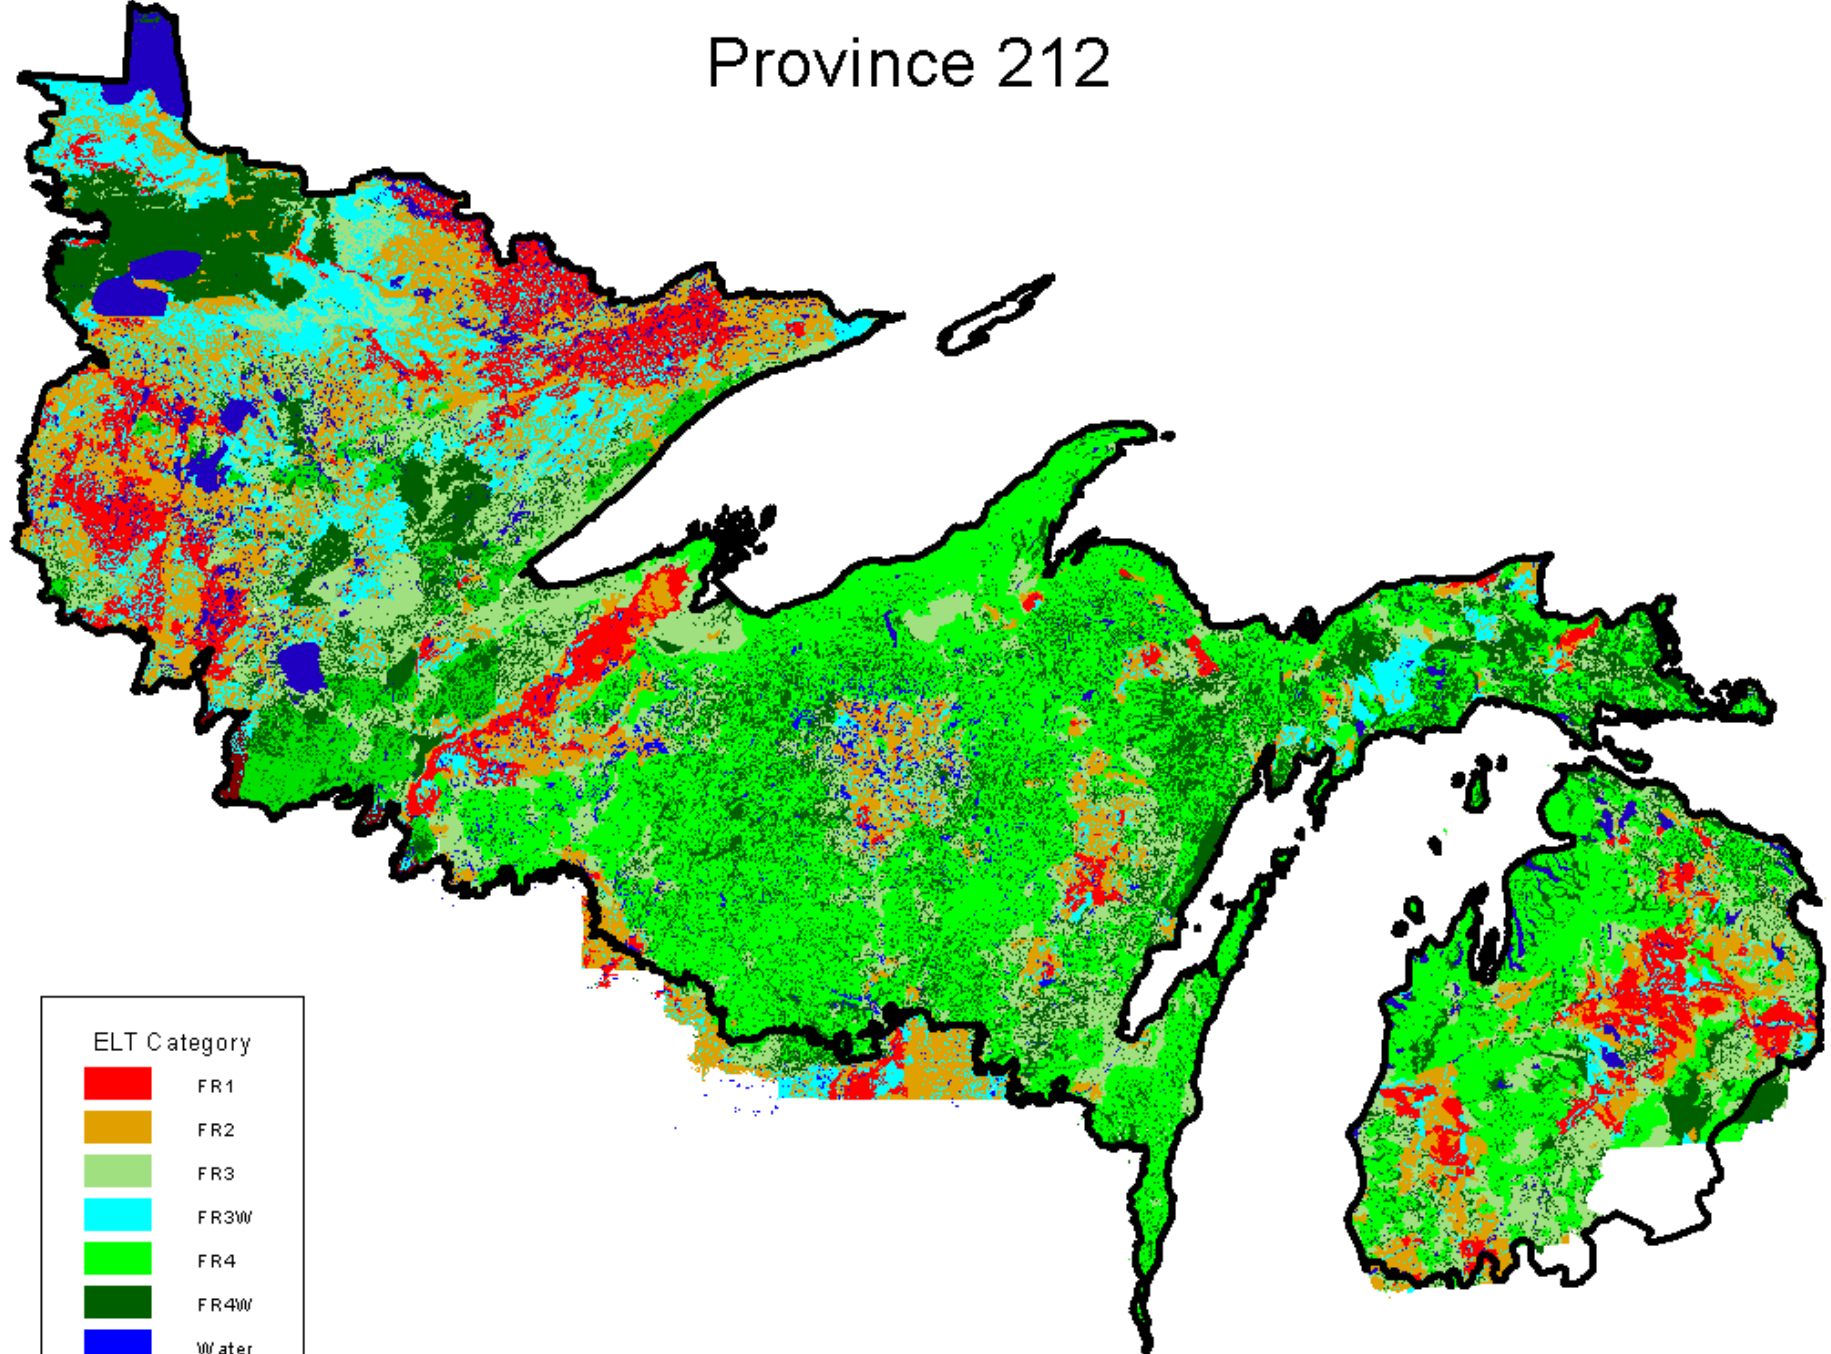 Province 212
ELT Category
FR1
FR2
FR3
FR3W
FR4
FR4W
Water